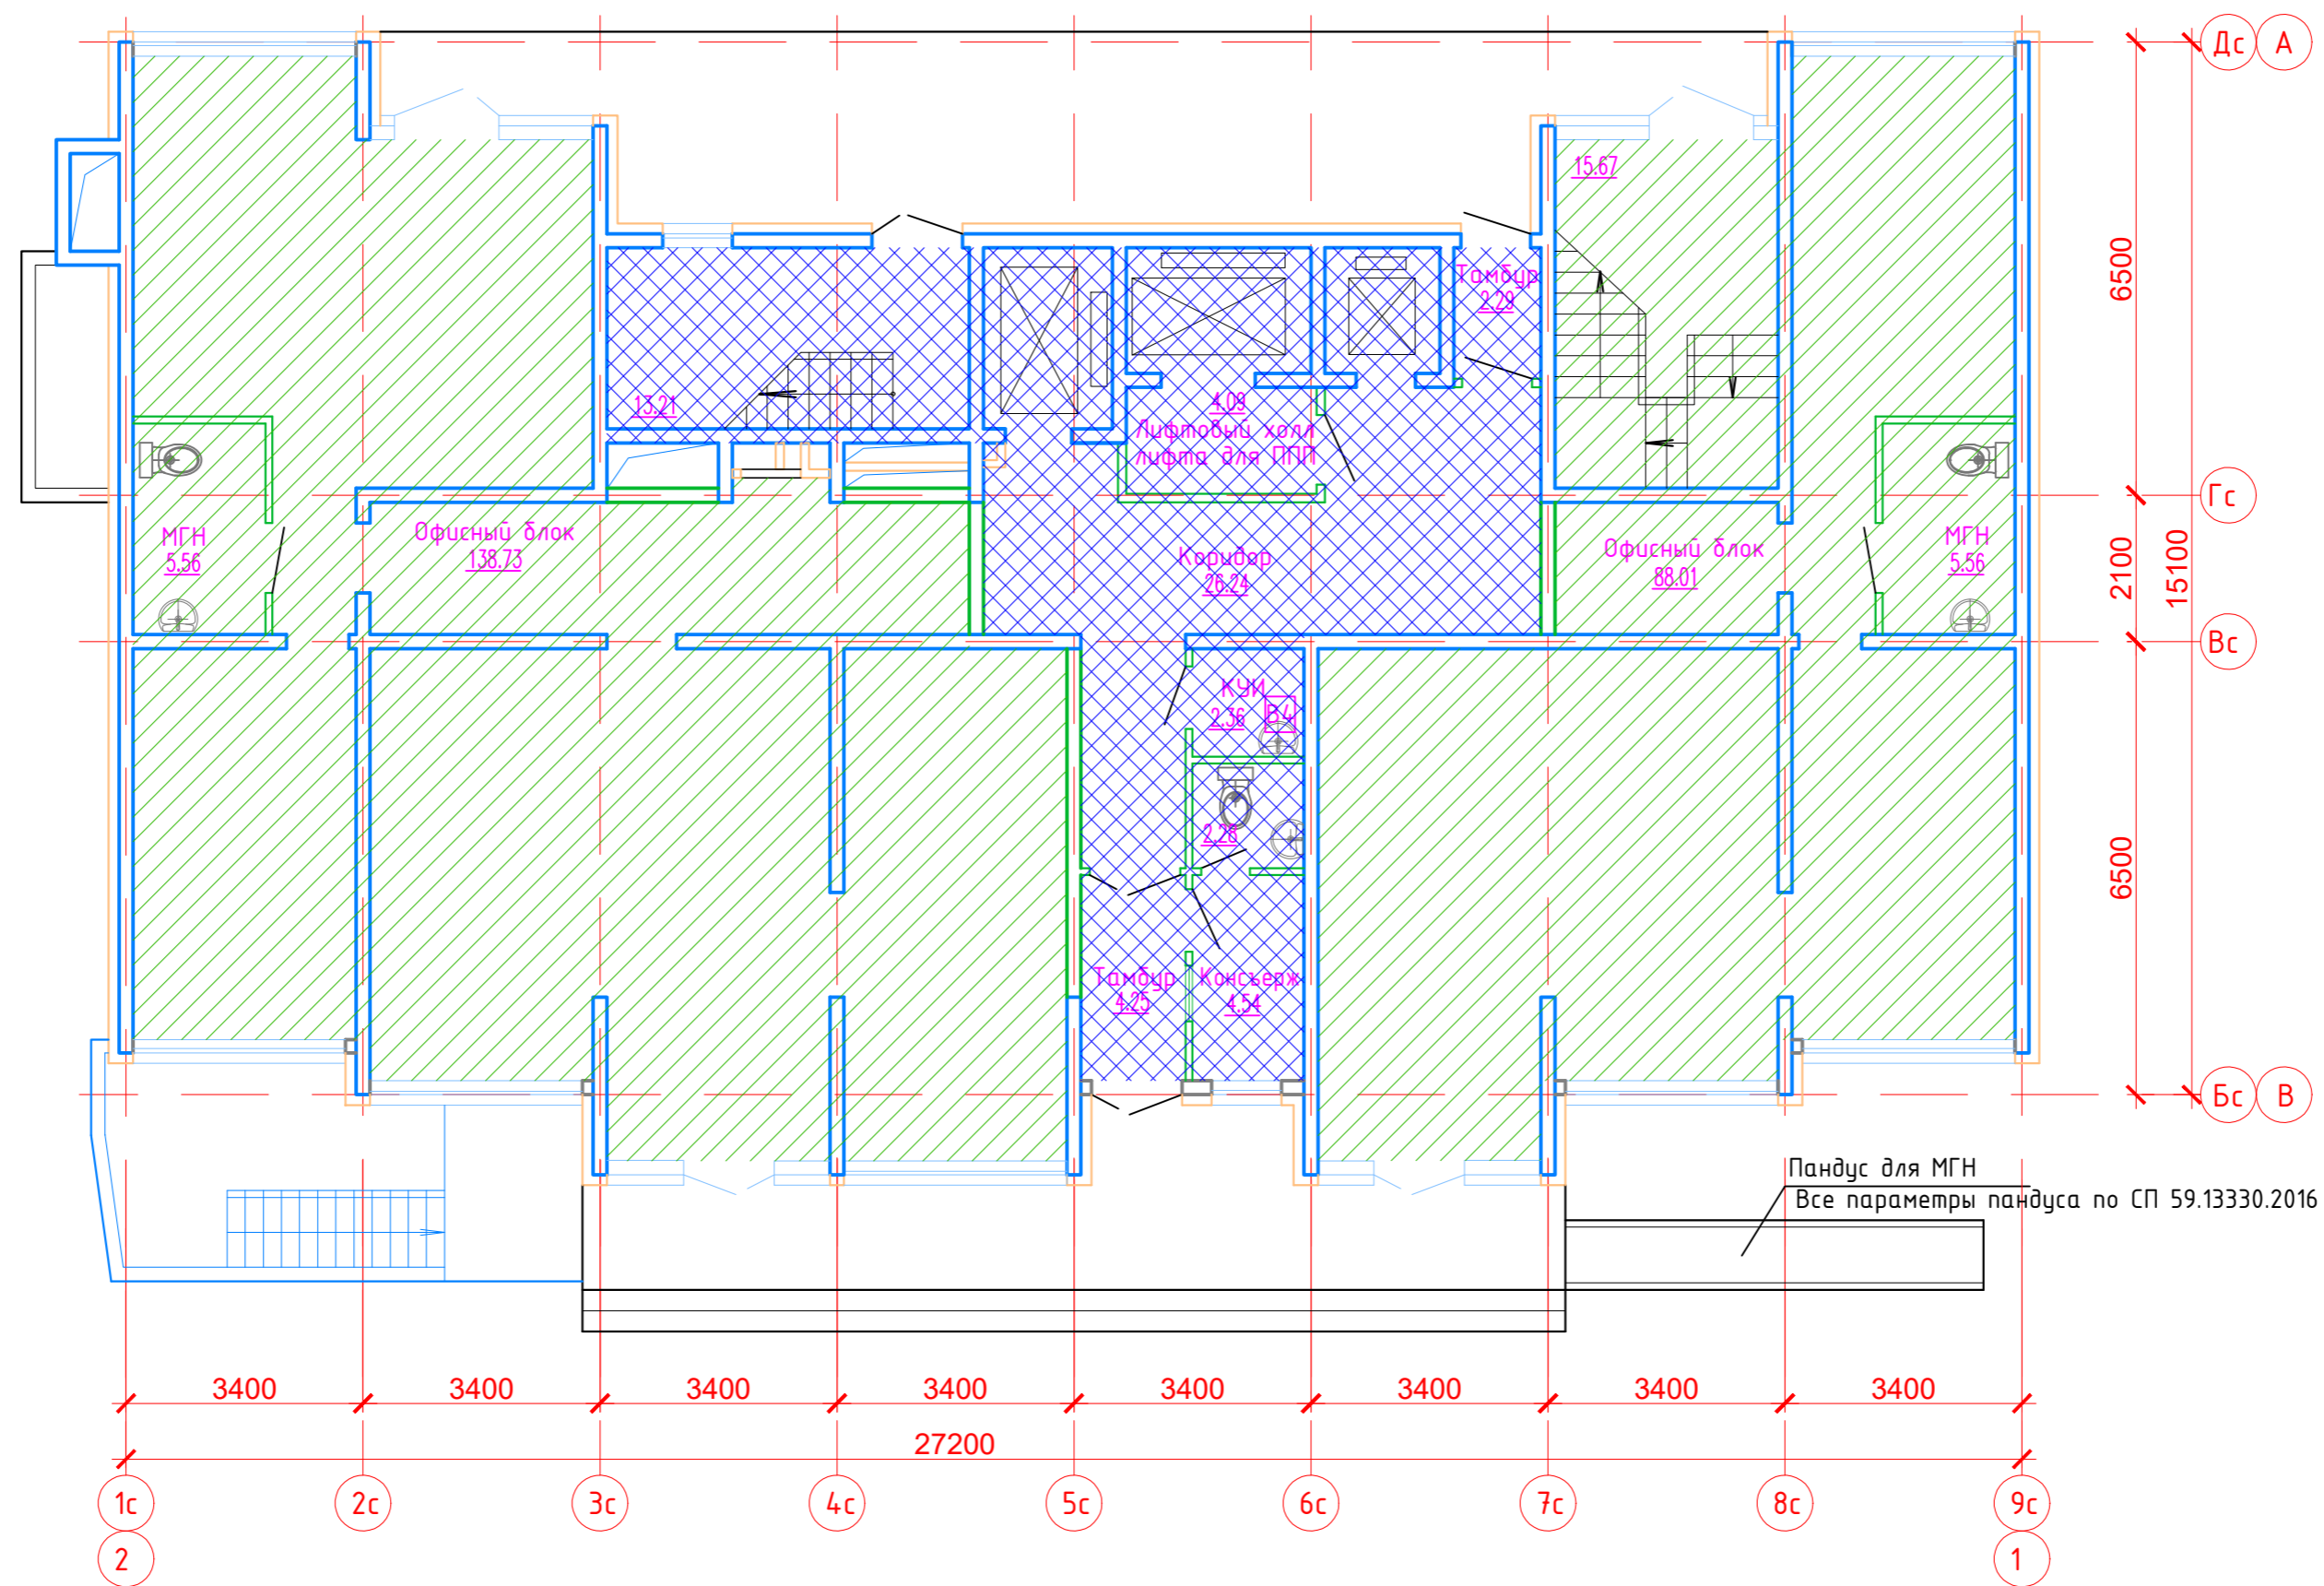 Дс А
15.67
6500
Тамбур
2.29
13.21
4.09
Лифтовый холл
лифта для ППП
Гс
МГН
5.56
Офисный блок
138.73
Коридор
26.24
Офисный блок
88.01
МГН
5.56
2100
15100
Вс
КУИ
2.36
В4
2.28
6500
Тамбур
4.25
Консьерж
4.54
Бс В
Пандус для МГН
Все параметры пандуса по СП 59.13330.2016
3400 3400 3400 3400 3400 3400 3400 3400
27200
1с 2с 3с 4с 5с 6с 7с 8с 9с
2 1